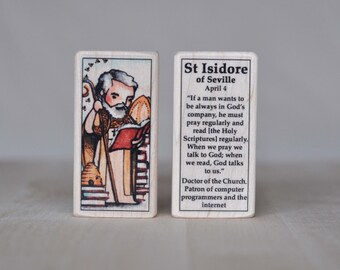 St Isidore
of Seville
April 4
“If a man wants to
be always in God's
company, he must
pray regularly and
read [the Holy
Scriptures] regularly.
When we pray we
talk to God; when
we read, God talks
to us.”
Doctor of the Church.
Patron of computer
programmers and the
internet